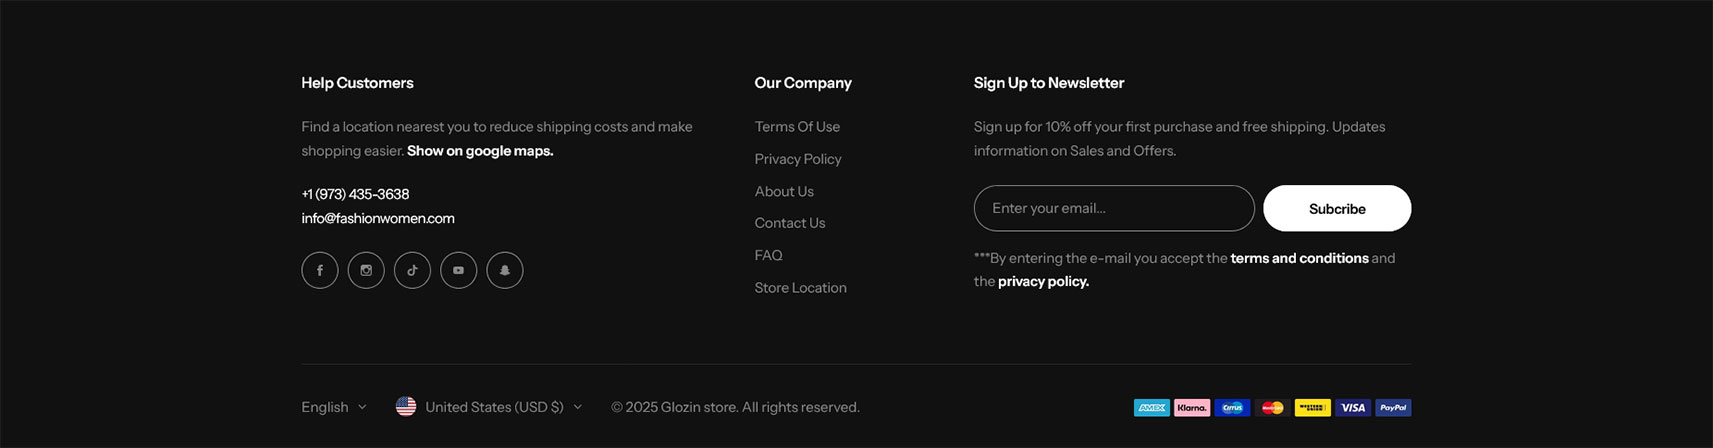 Help Customers
Find a location nearest you to reduce shipping costs and make
shopping easier. Show on google maps.
+1 (973) 435-3638
info@fashionwomen.com
Our Company
Terms Of Use
Privacy Policy
About Us
Contact Us
FAQ
Store Location
Sign Up to Newsletter
Sign up for 10% off your first purchase and free shipping. Updates
information on Sales and Offers.
Enter your email...
Subcribe
***By entering the e-mail you accept the terms and conditions and
the privacy policy.
English
United States (USD $)
© 2025 Glozin store. All rights reserved.
AMEX
Klarna.
Cirrus
MasterCard
WESTERN UNION
VISA
PayPal